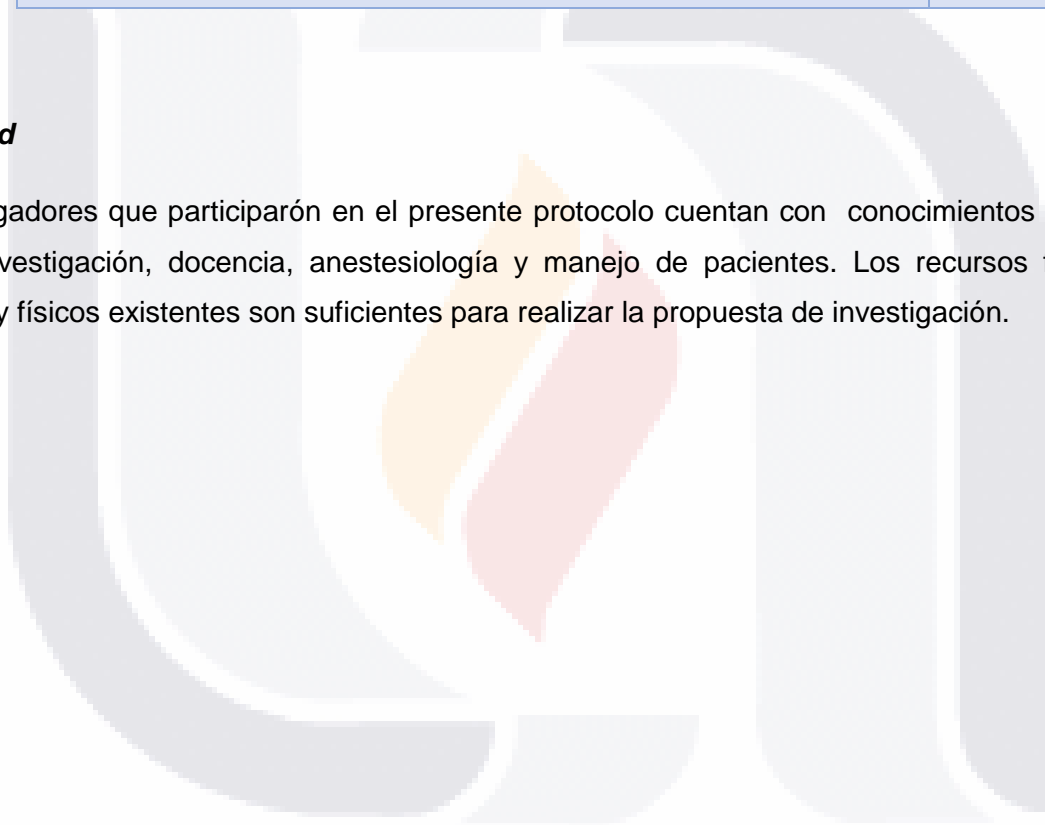 d
gadores que participarón en el presente protocolo cuentan con conocimientos
vestigación, docencia, anestesiología y manejo de pacientes. Los recursos
y físicos existentes son suficientes para realizar la propuesta de investigación.